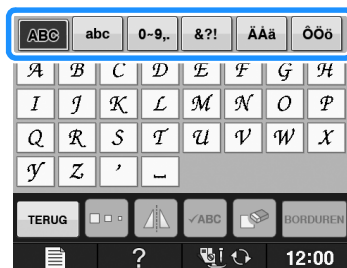 ABC abc 0~9,. &?! ÄÅä ÔÖö
A B C D E F G H
I J K L M N O P
Q R S T U V W X
Y Z ' _
TERUG ✓ABC BORDUREN
? 12:00